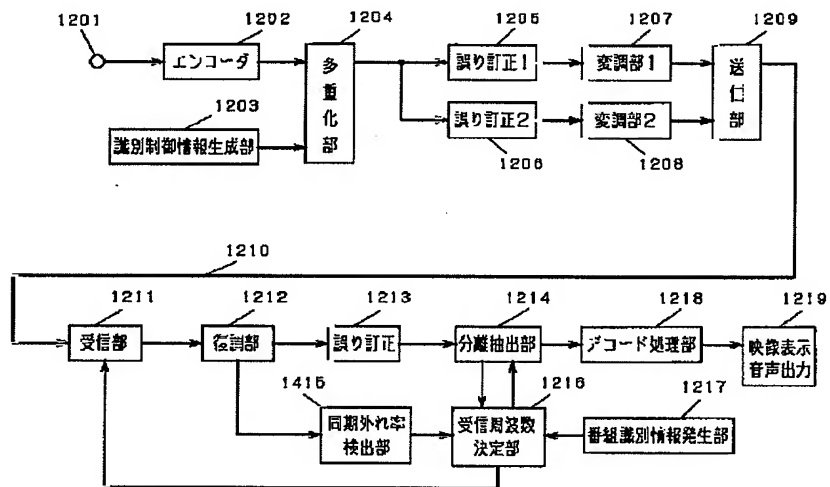 1201
1202
1204
1205
1207
1209
エンコーダ
多重化部
誤り訂正1
変調部1
送信部
1203
識別制御情報生成部
誤り訂正2
変調部2
1206
1208
1210
1211
1212
1213
1214
1218
1219
受信部
復調部
誤り訂正
分離抽出部
デコード処理部
映像表示
音声出力
1415
1216
1217
同期外れ率
検出部
受信周波数
決定部
番組識別情報発生部